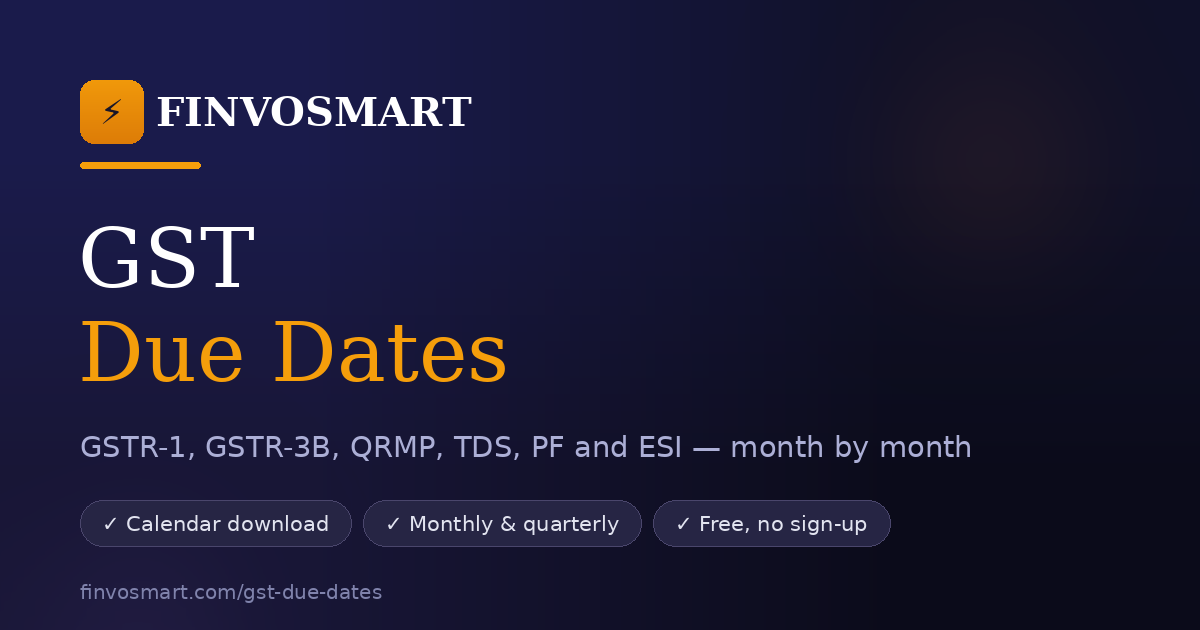 ⚡ FINVOSMART
GST
Due Dates
GSTR-1, GSTR-3B, QRMP, TDS, PF and ESI — month by month
✓ Calendar download ✓ Monthly & quarterly ✓ Free, no sign-up
finvosmart.com/gst-due-dates